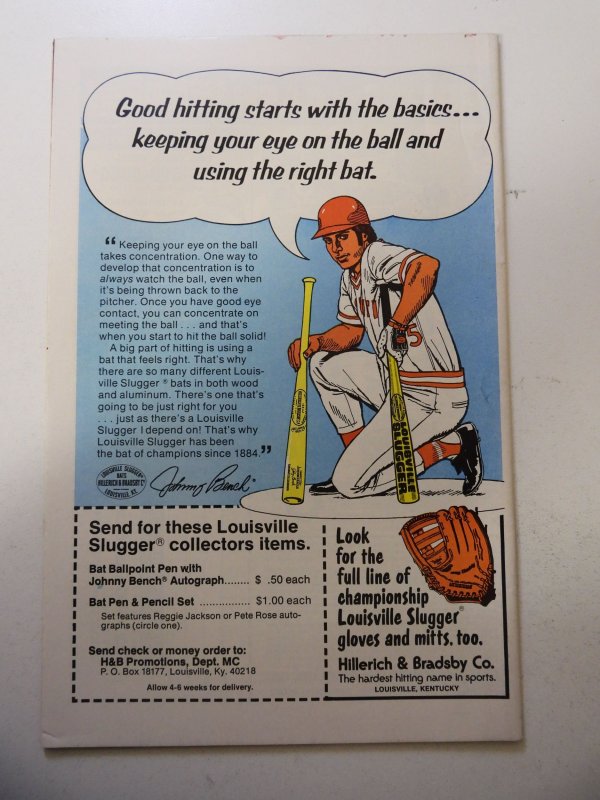 Good hitting starts with the basics...
keeping your eye on the ball and
using the right bat.
“ Keeping your eye on the ball
takes concentration. One way to
develop that concentration is to
always watch the ball, even when
it's being thrown back to the
pitcher. Once you have good eye
contact, you can concentrate on
meeting the ball . . . and that's
when you start to hit the ball solid!
A big part of hitting is using a
bat that feels right. That's why
there are so many different Louis-
ville Slugger ® bats in both wood
and aluminum. There's one that's
going to be just right for you
. . . just as there's a Louisville
Slugger I depend on! That's why
Louisville Slugger has been
the bat of champions since 1884.”
LOUISVILLE SLUGGER
BATS
HILLERICH & BRADSBY Co
LOUISVILLE, KY.
Johnny Bench
5
LOUISVILLE
SLUGGER
Send for these Louisville
Slugger® collectors items.
Bat Ballpoint Pen with
Johnny Bench® Autograph........ $ .50 each
Bat Pen & Pencil Set ................ $1.00 each
Set features Reggie Jackson or Pete Rose auto-
graphs (circle one).
Send check or money order to:
H&B Promotions, Dept. MC
P. O. Box 18177, Louisville, Ky. 40218
Allow 4-6 weeks for delivery.
Look
for the
full line of
championship
Louisville Slugger®
gloves and mitts, too.
Hillerich & Bradsby Co.
The hardest hitting name in sports.
LOUISVILLE, KENTUCKY